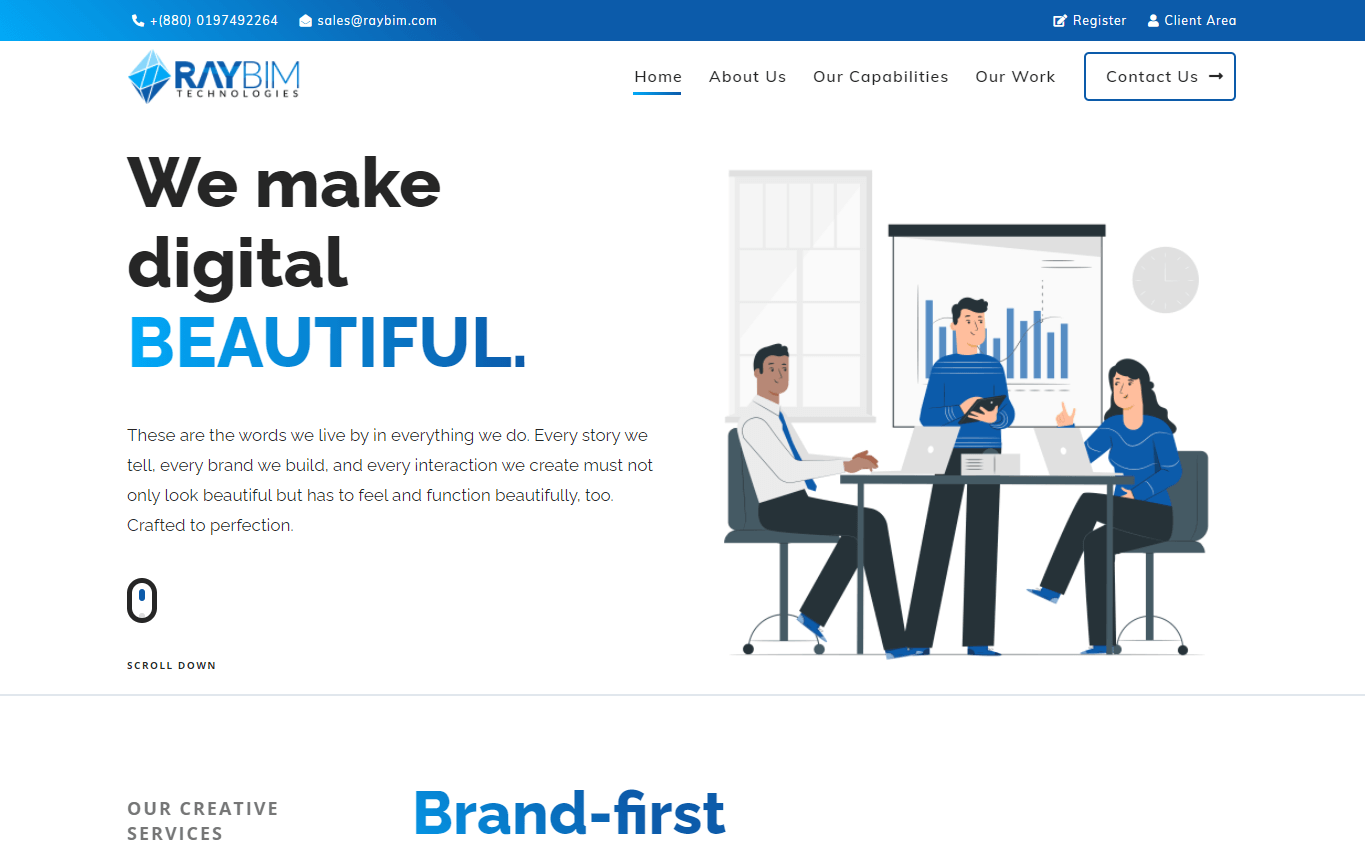 +(880) 0197492264 sales@raybim.com Register Client Area
RAYBIM
TECHNOLOGIES
Home About Us Our Capabilities Our Work Contact Us
We make
digital
BEAUTIFUL.
These are the words we live by in everything we do. Every story we
tell, every brand we build, and every interaction we create must not
only look beautiful but has to feel and function beautifully, too.
Crafted to perfection.
SCROLL DOWN
OUR CREATIVE
SERVICES
Brand-first